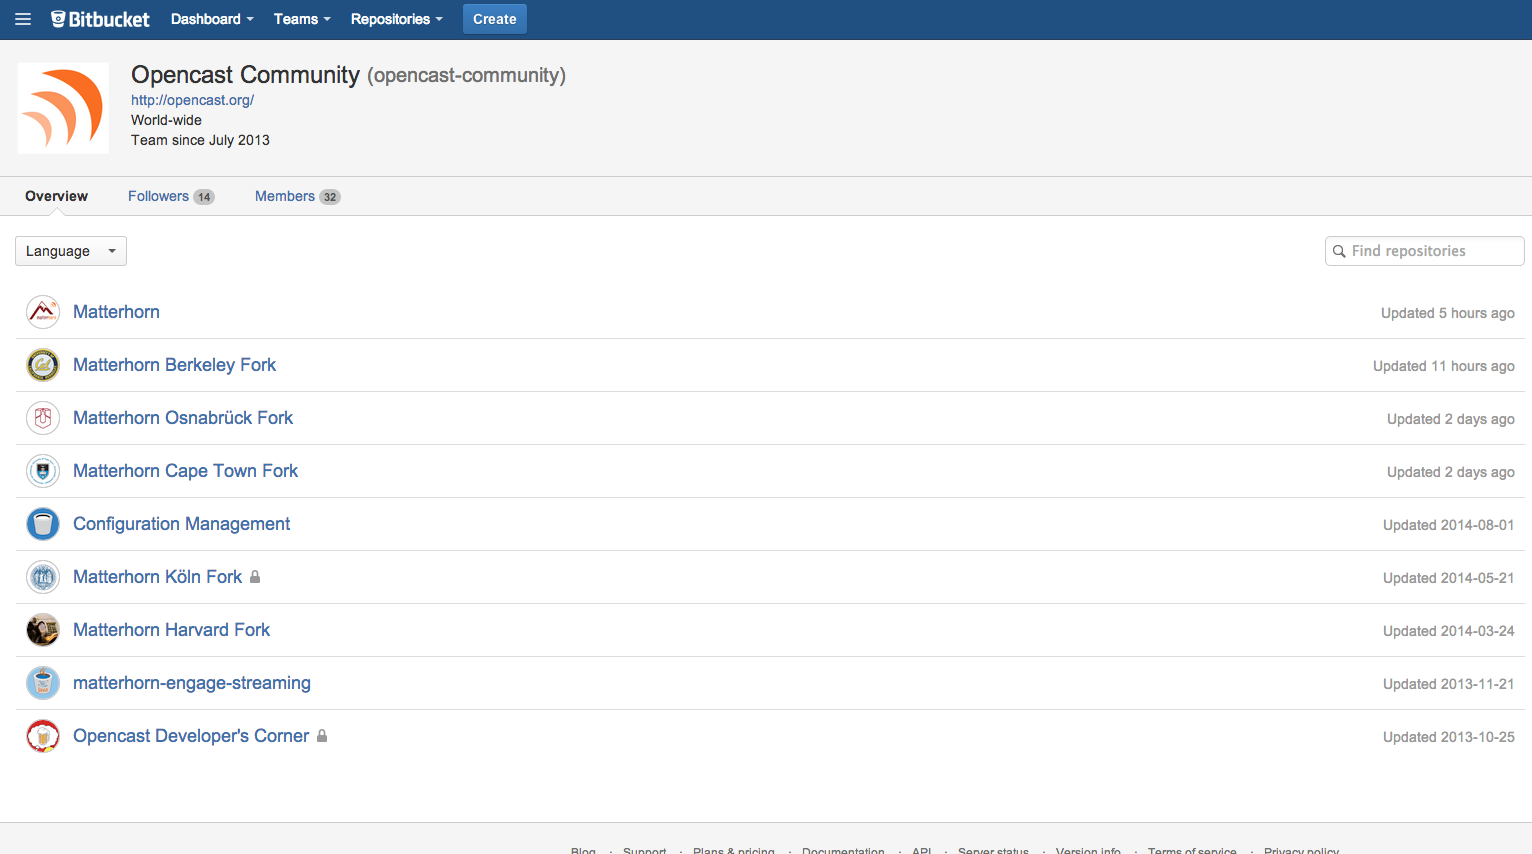 Bitbucket Dashboard Teams Repositories Create
Opencast Community (opencast-community)
http://opencast.org/
World-wide
Team since July 2013
Overview Followers 14 Members 32
Language Find repositories
Matterhorn Updated 5 hours ago
Matterhorn Berkeley Fork Updated 11 hours ago
Matterhorn Osnabrück Fork Updated 2 days ago
Matterhorn Cape Town Fork Updated 2 days ago
Configuration Management Updated 2014-08-01
Matterhorn Köln Fork Updated 2014-05-21
Matterhorn Harvard Fork Updated 2014-03-24
matterhorn-engage-streaming Updated 2013-11-21
Opencast Developer's Corner Updated 2013-10-25
Blog · Support · Plans & pricing · Documentation · API · Server status · Version info · Terms of service · Privacy policy